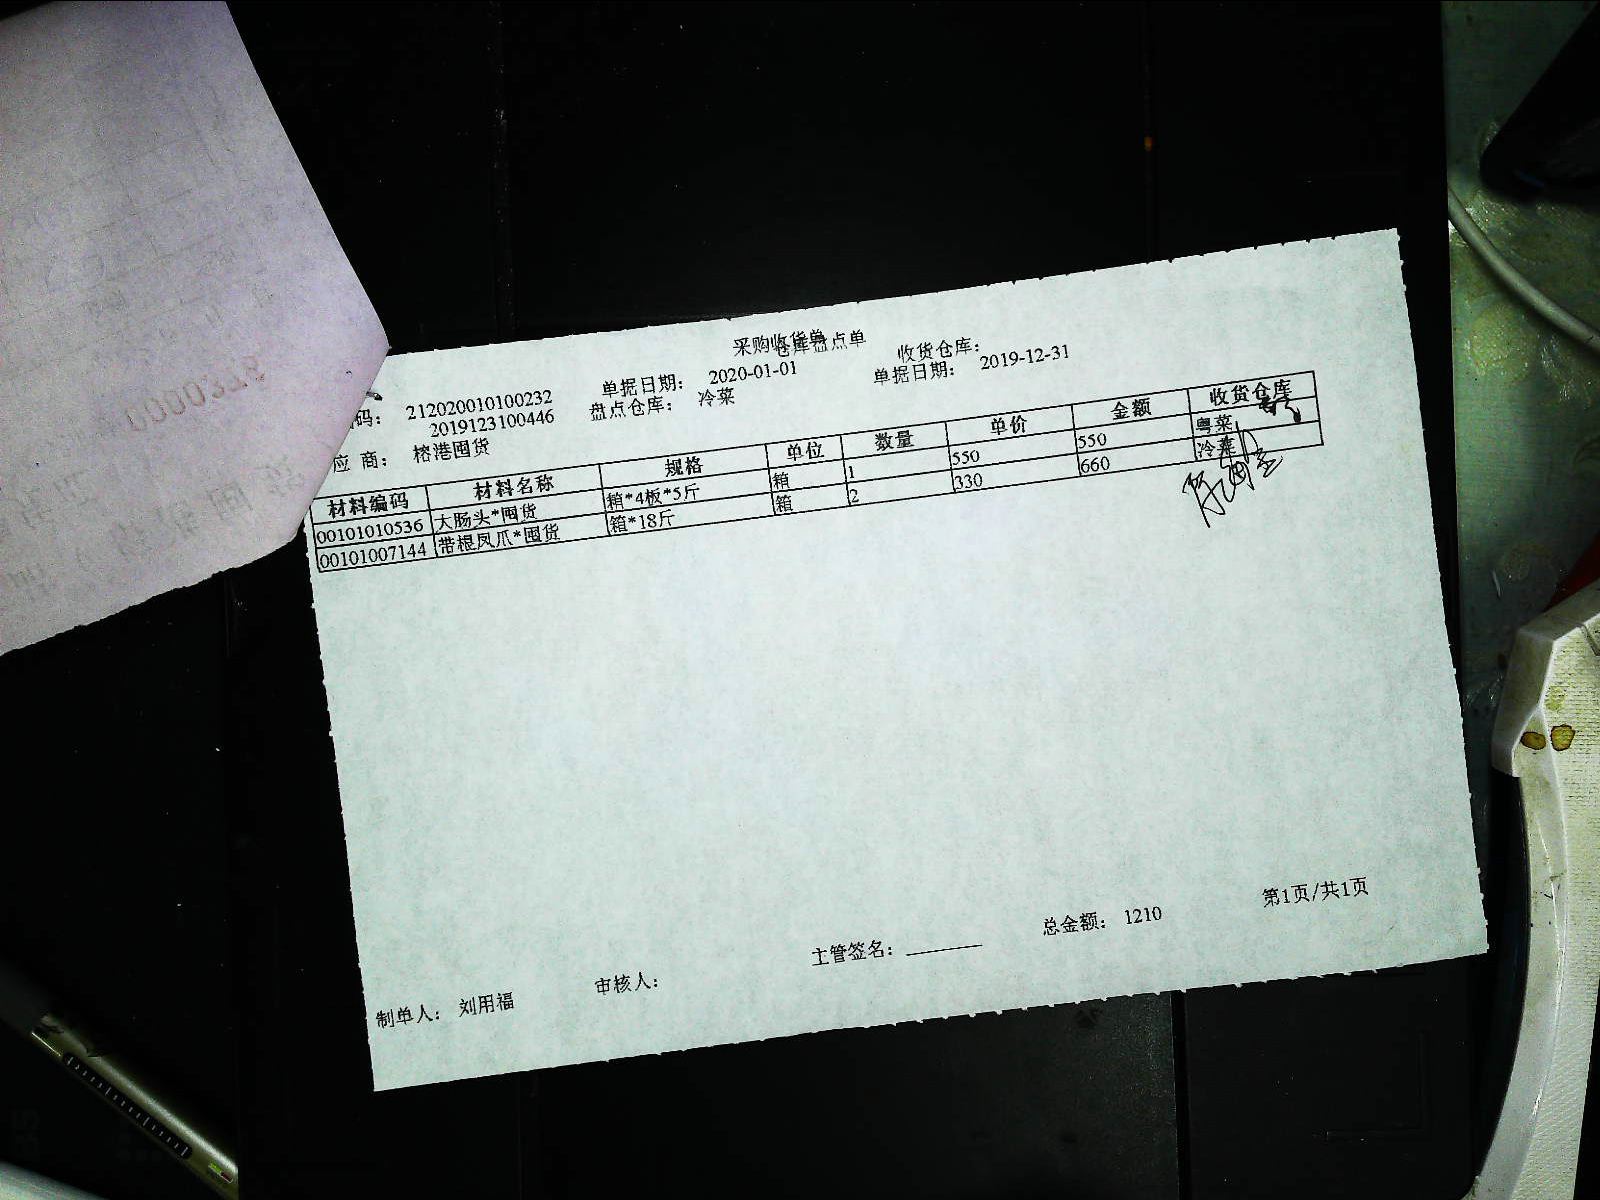 采购收货单
仓库盘点单
码： 212020010100232 单据日期： 2020-01-01 收货仓库：
2019123100446 盘点仓库： 冷菜 单据日期： 2019-12-31
应 商： 榕港囤货
材料编码 材料名称 规格 单位 数量 单价 金额 收货仓库
00101010536 大肠头*囤货 箱*4板*5斤 箱 1 550 550 粤菜
00101007144 带根凤爪*囤货 箱*18斤 箱 2 330 660 冷菜
制单人： 刘用福 审核人： 主管签名： 总金额： 1210 第1页/共1页